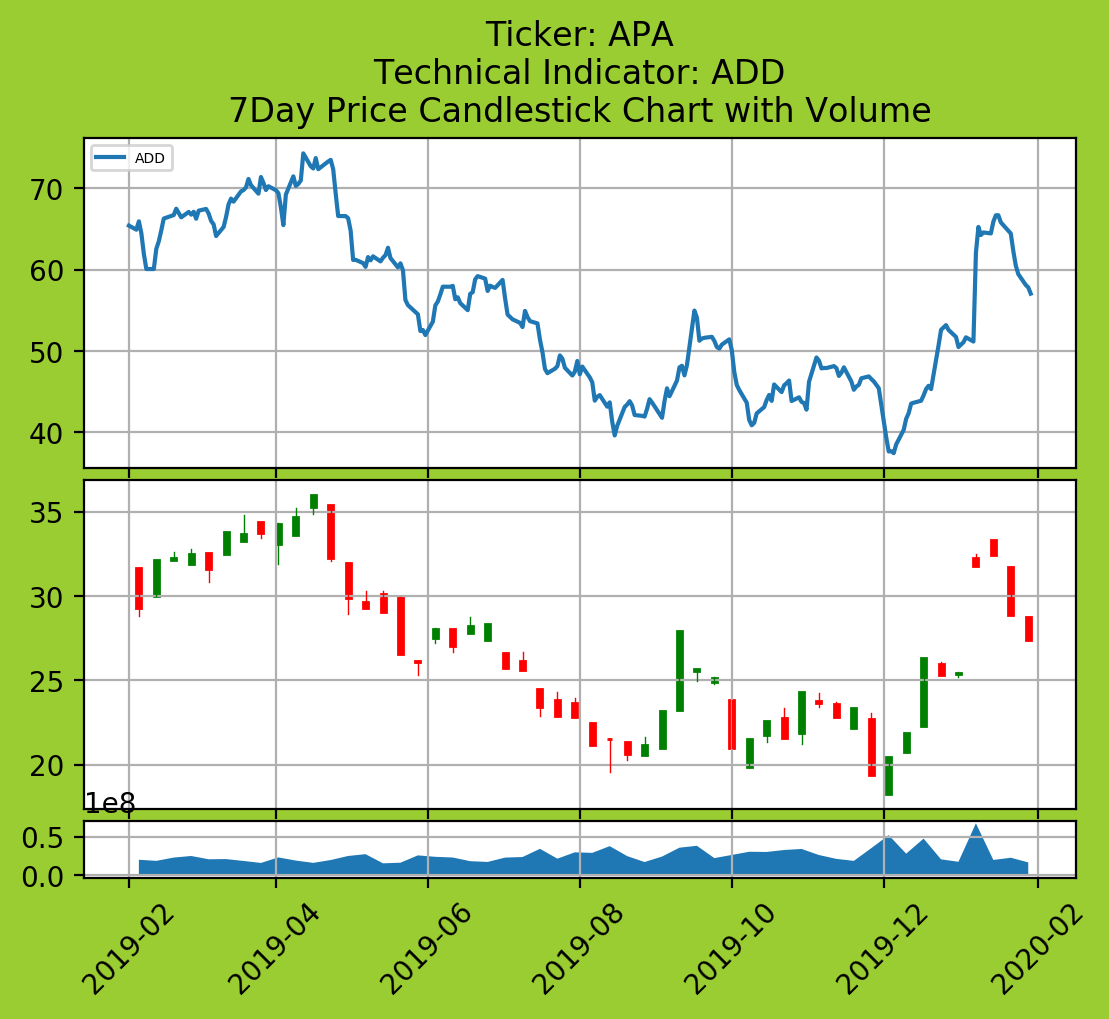 Ticker: APA
Technical Indicator: ADD
7Day Price Candlestick Chart with Volume
ADD
70
60
50
40
35
30
25
20
1e8
0.5
0.0
2019-02 2019-04 2019-06 2019-08 2019-10 2019-12 2020-02